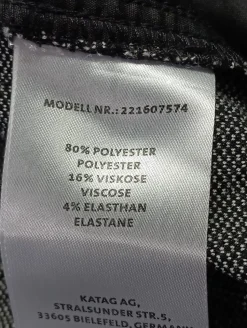 MODELL NR.: 221607574
80% POLYESTER
POLYESTER
16% VISKOSE
VISCOSE
4% ELASTHAN
ELASTANE
KATAG AG,
STRALSUNDER STR.5,
33605 BIELEFELD, GERMANY